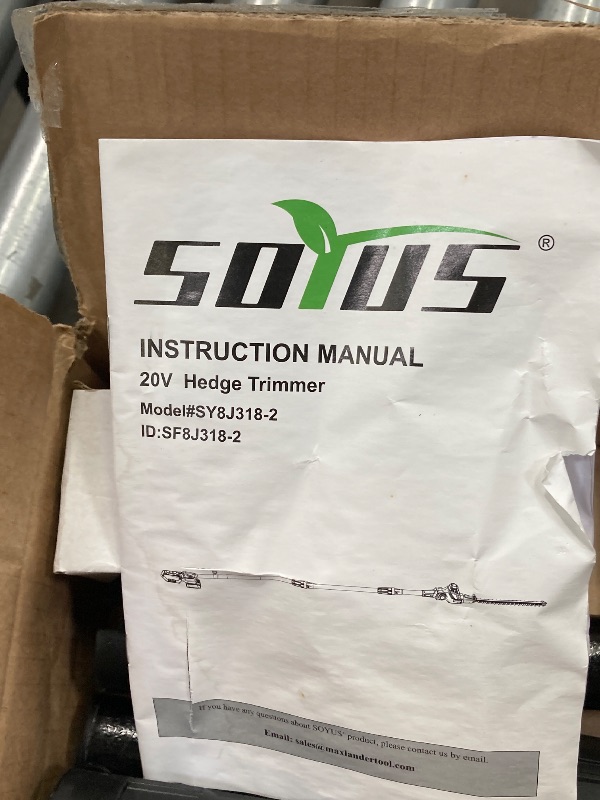 SOYUS ®
INSTRUCTION MANUAL
20V Hedge Trimmer
Model#SY8J318-2
ID:SF8J318-2
If you have any questions about SOYUS' product, please contact us by email.
Email: sales@maxlandertool.com